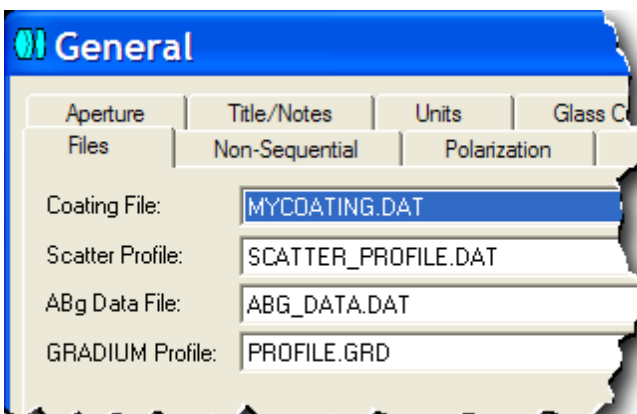 General
Aperture Title/Notes Units Glass
Files Non-Sequential Polarization
Coating File: MYCOATING.DAT
Scatter Profile: SCATTER_PROFILE.DAT
ABg Data File: ABG_DATA.DAT
GRADIUM Profile: PROFILE.GRD